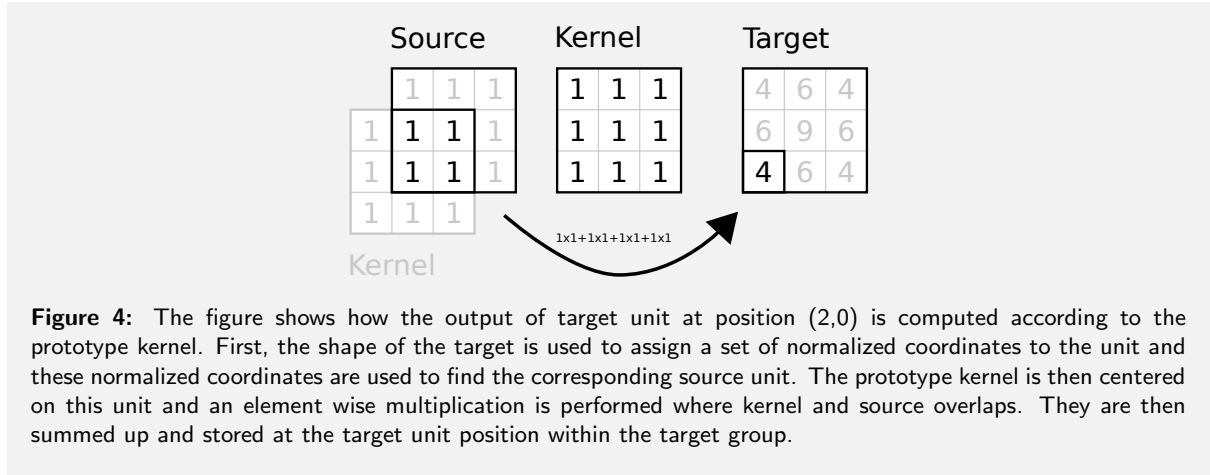 Source Kernel Target
1 1 1 1 1 1 4 6 4
1 1 1 1 1 1 1 6 9 6
1 1 1 1 1 1 1 4 6 4
1 1 1
1x1+1x1+1x1+1x1
Kernel
Figure 4: The figure shows how the output of target unit at position (2,0) is computed according to the
prototype kernel. First, the shape of the target is used to assign a set of normalized coordinates to the unit and
these normalized coordinates are used to find the corresponding source unit. The prototype kernel is then centered
on this unit and an element wise multiplication is performed where kernel and source overlaps. They are then
summed up and stored at the target unit position within the target group.